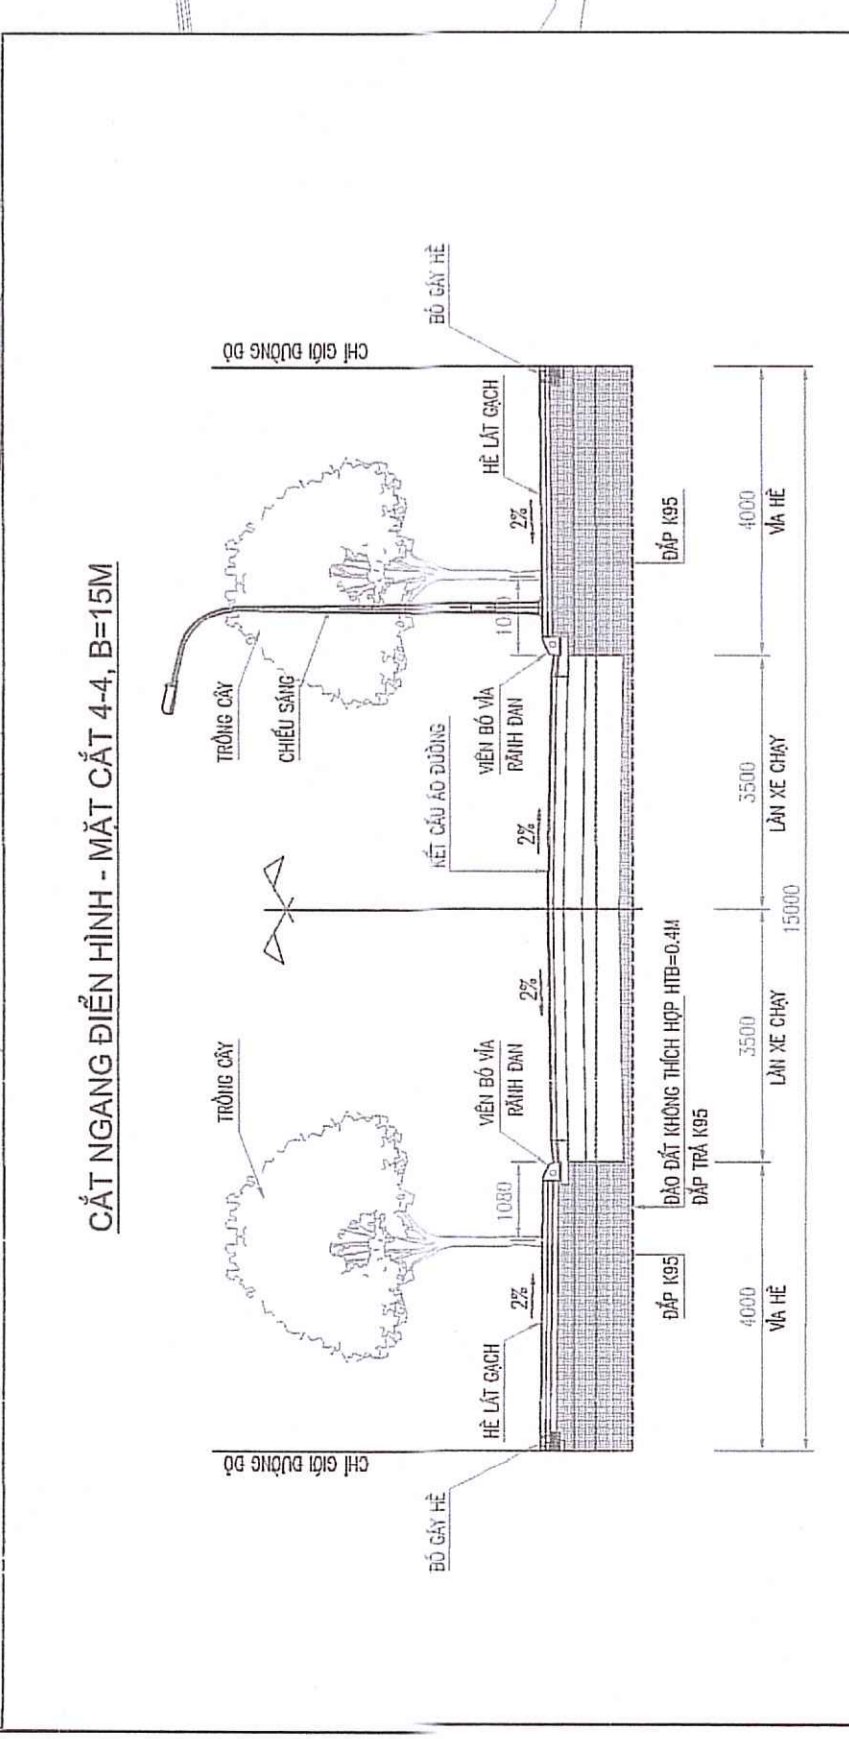 CẮT NGANG ĐIỂN HÌNH - MẶT CẮT 4-4, B=15M
CHỈ GIỚI ĐƯỜNG ĐỎ
TRỒNG CÂY
TRỒNG CÂY
CHIẾU SÁNG
CHỈ GIỚI ĐƯỜNG ĐỎ
BÓ GÁY HÈ
HÈ LÁT GẠCH
2%
1080
VIÊN BÓ VỈA
RÃNH ĐAN
2%
KẾT CẤU ÁO ĐƯỜNG
2%
VIÊN BÓ VỈA
RÃNH ĐAN
2%
HÈ LÁT GẠCH
BÓ GÁY HÈ
ĐẮP K95
ĐÀO ĐẤT KHÔNG THÍCH HỢP HTB=0.4M
ĐẮP TRẢ K95
ĐẮP K95
4000
3500
3500
4000
VỈA HÈ
LÀN XE CHẠY
LÀN XE CHẠY
VỈA HÈ
15000